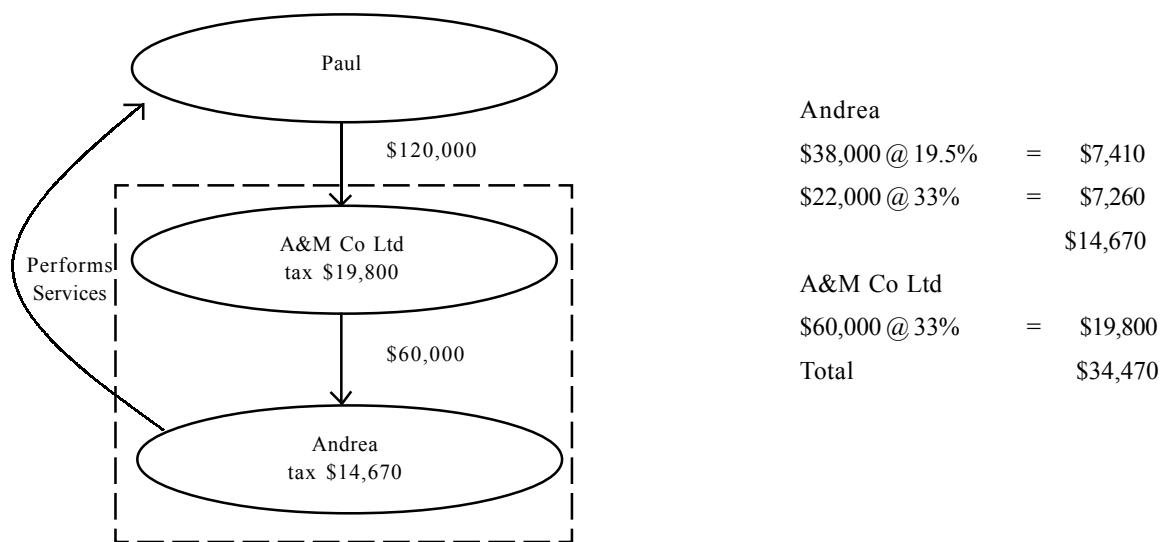 Paul
$120,000
A&M Co Ltd
tax $19,800
Performs
Services
$60,000
Andrea
tax $14,670
Andrea
$38,000 @ 19.5% = $7,410
$22,000 @ 33% = $7,260
$14,670
A&M Co Ltd
$60,000 @ 33% = $19,800
Total $34,470